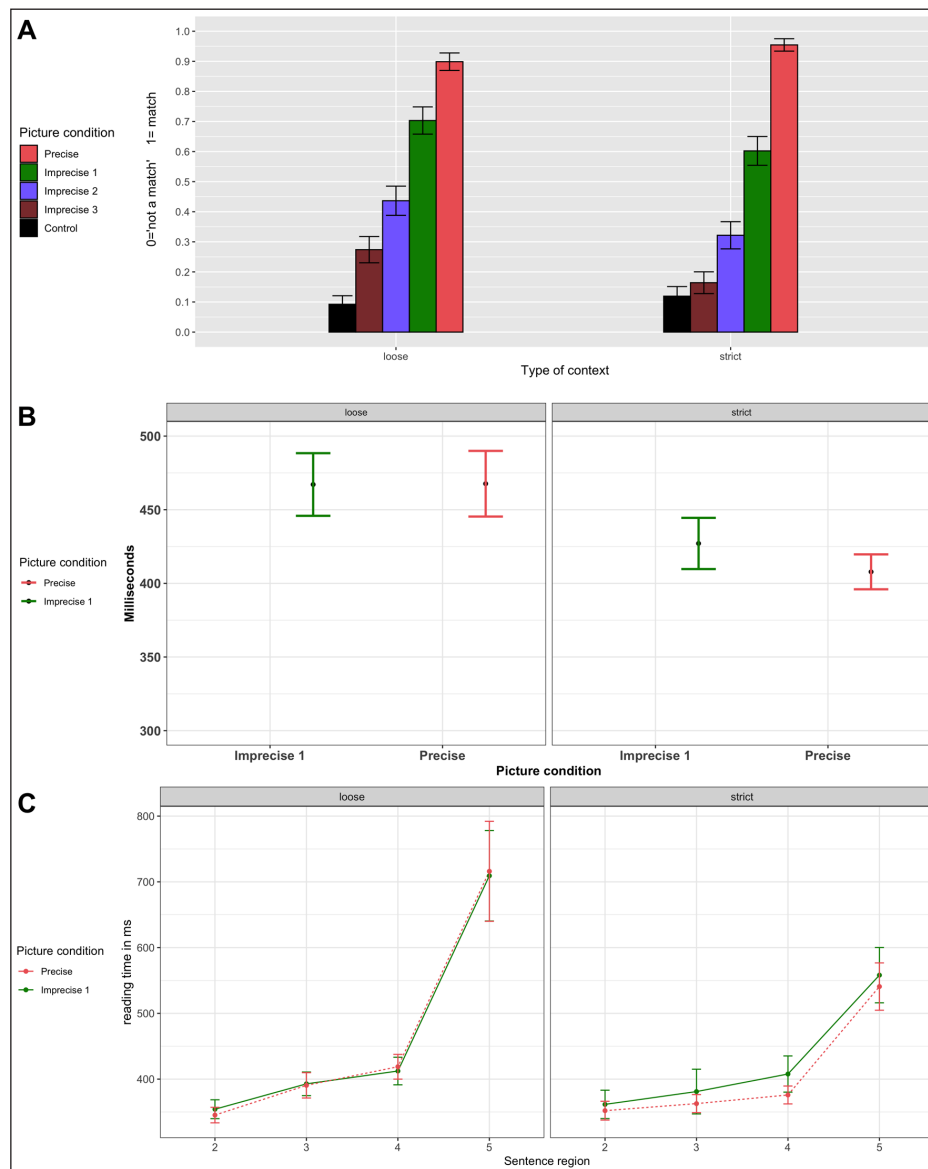 A
1.0
0.9
0.8
0.7
0.6
0.5
0.4
0.3
0.2
0.1
0.0
0='not a match' 1= match
Picture condition
Precise
Imprecise 1
Imprecise 2
Imprecise 3
Control
loose
strict
Type of context
B
loose
strict
500
450
400
350
300
Milliseconds
Picture condition
Precise
Imprecise 1
Imprecise 1
Precise
Imprecise 1
Precise
Picture condition
C
loose
strict
800
700
600
500
400
reading time in ms
Picture condition
Precise
Imprecise 1
2
3
4
5
2
3
4
5
Sentence region